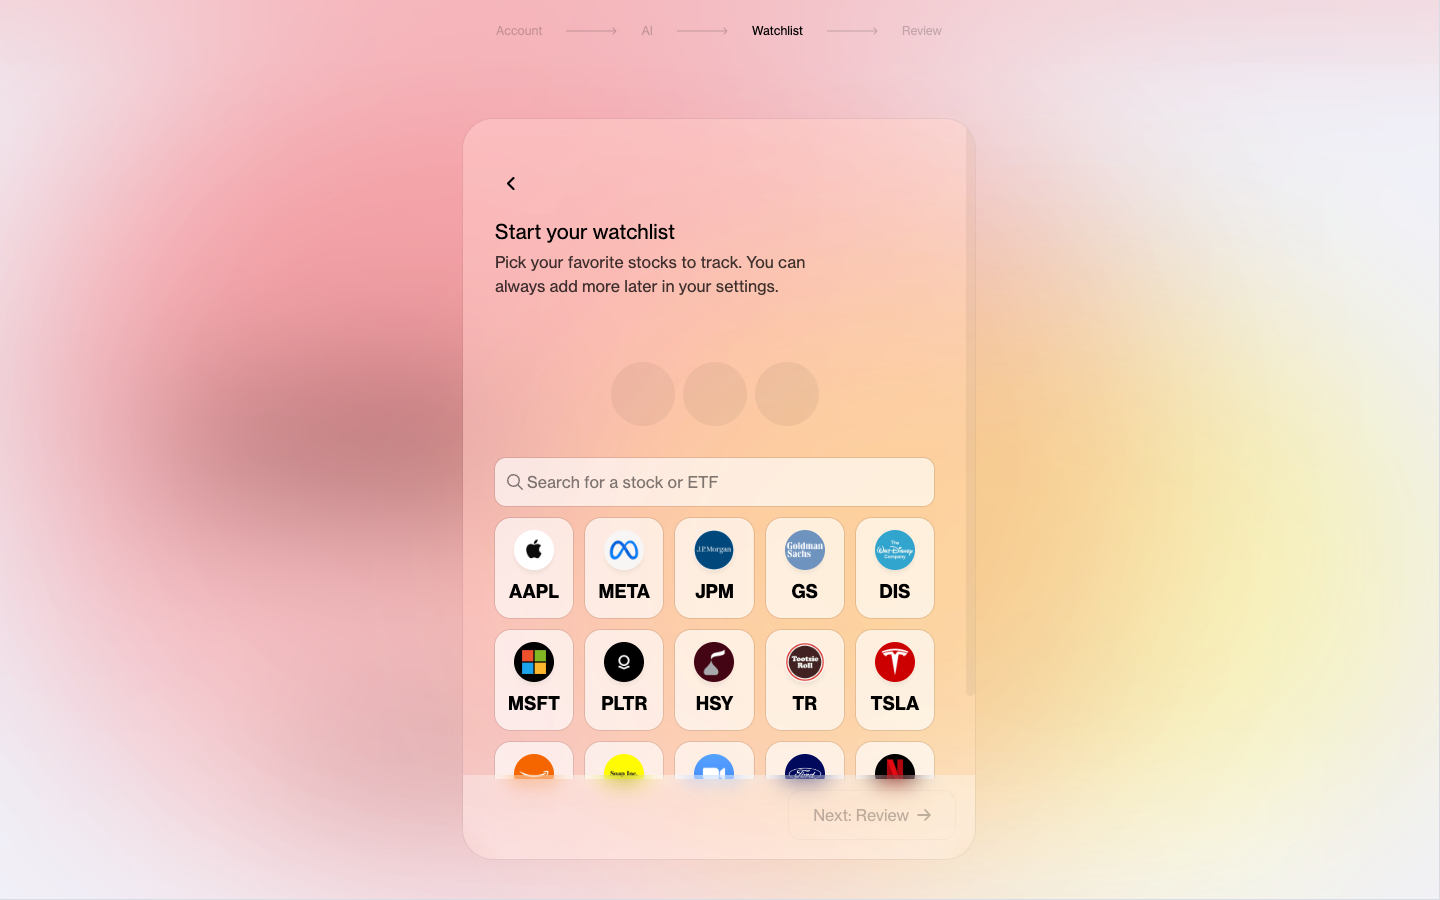 Account
AI
Watchlist
Review
Start your watchlist
Pick your favorite stocks to track. You can
always add more later in your settings.
Search for a stock or ETF
J.P.Morgan
Goldman
Sachs
The
Walt Disney
Company
AAPL
META
JPM
GS
DIS
Tootsie
Roll
MSFT
PLTR
HSY
TR
TSLA
Snap Inc.
Ford
N
Next: Review